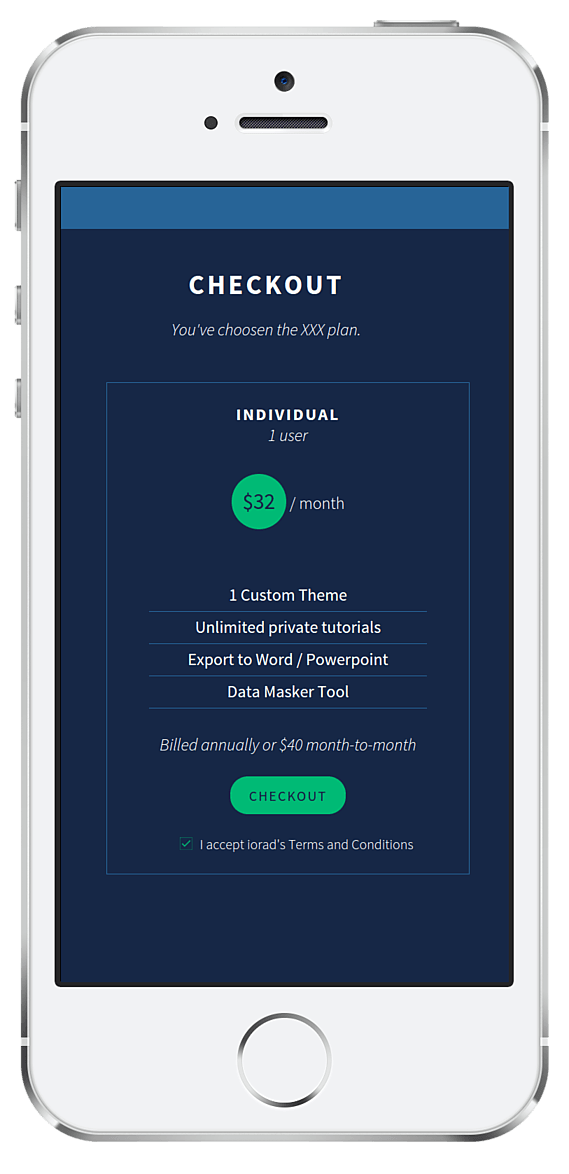 CHECKOUT
You've choosen the XXX plan.
INDIVIDUAL
1 user
$32 / month
1 Custom Theme
Unlimited private tutorials
Export to Word / Powerpoint
Data Masker Tool
Billed annually or $40 month-to-month
CHECKOUT
I accept iorad's Terms and Conditions